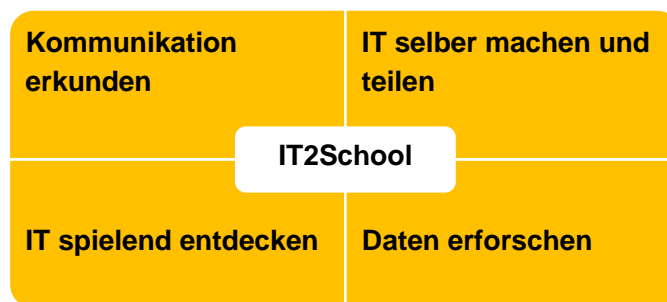 Kommunikation
erkunden
IT selber machen und
teilen
IT2School
IT spielend entdecken
Daten erforschen